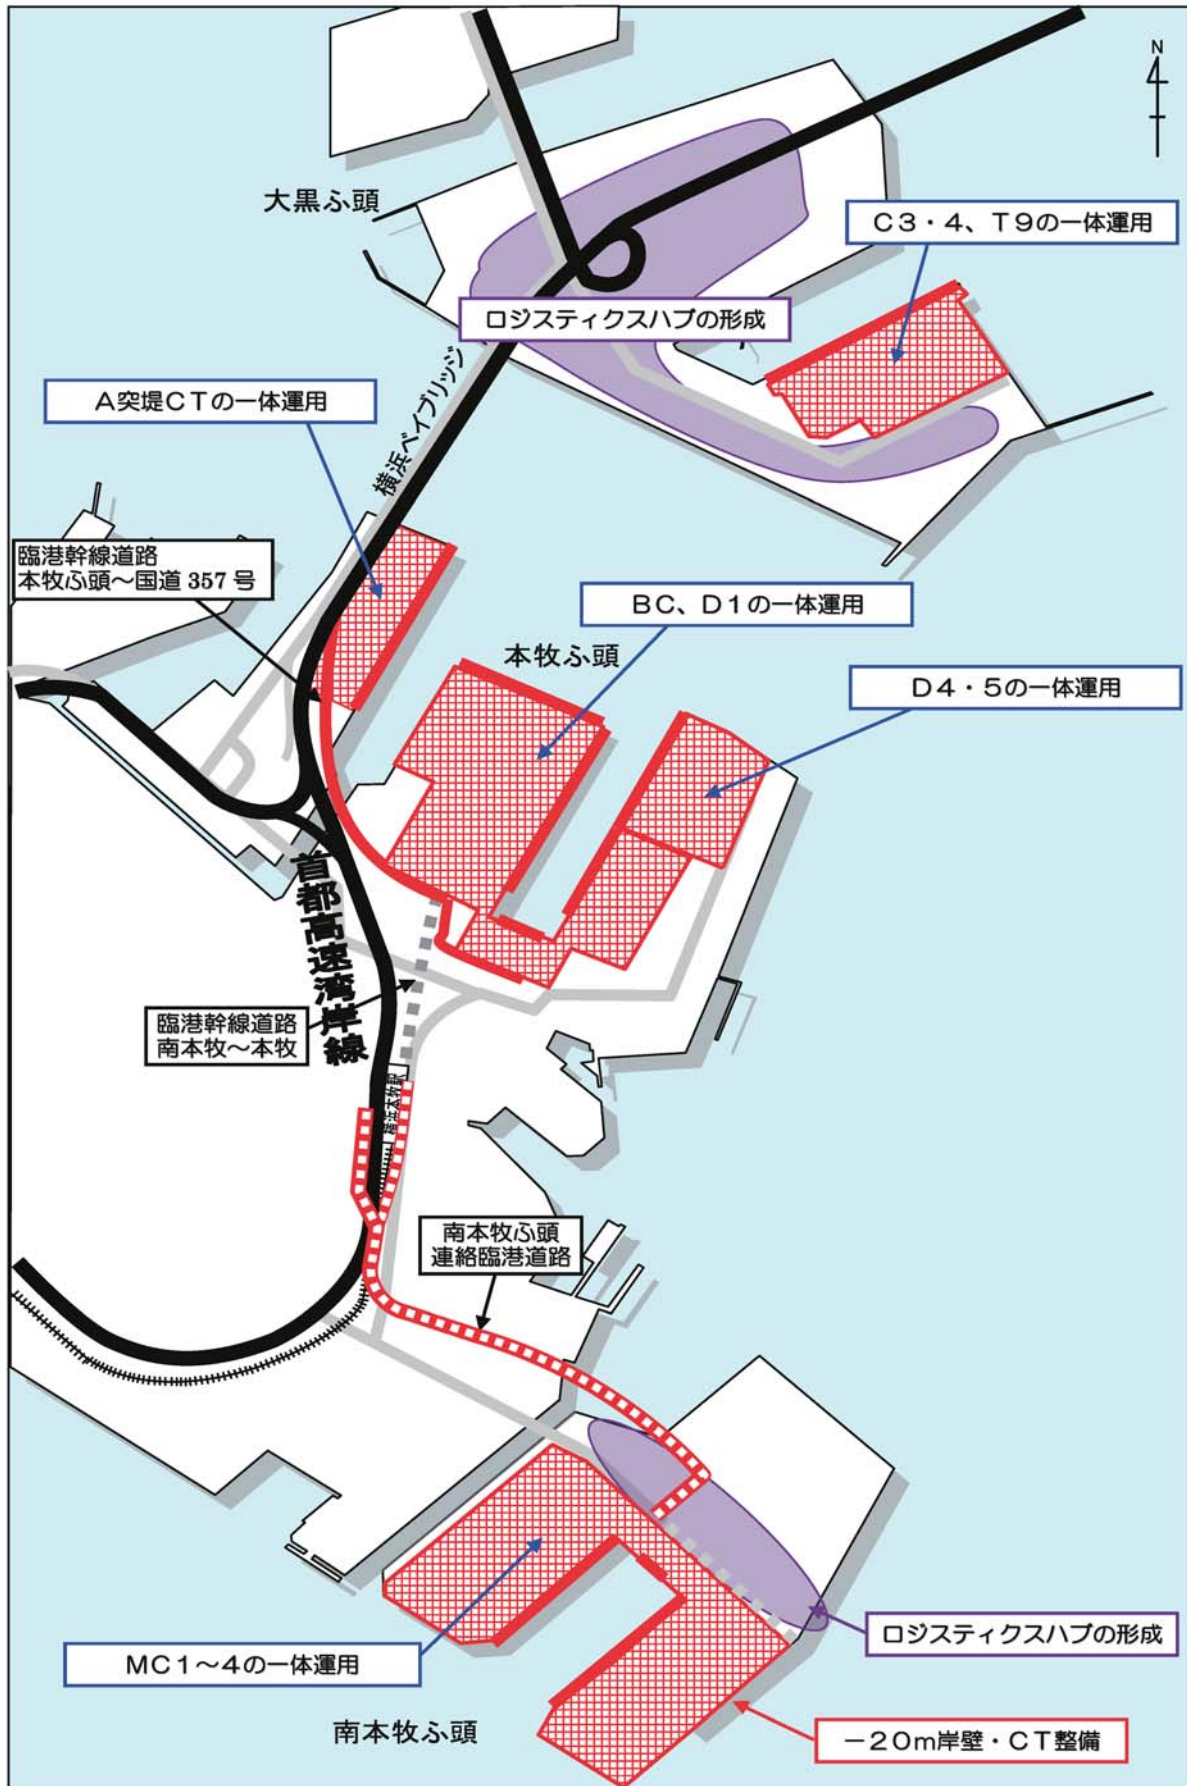 N
大黒ふ頭
C3・4、T9の一体運用
ロジスティクスハブの形成
A突堤CTの一体運用
横浜ベイブリッジ
臨港幹線道路
本牧ふ頭～国道 357 号
BC、D1の一体運用
本牧ふ頭
D4・5の一体運用
首都高速湾岸線
臨港幹線道路
南本牧～本牧
南本牧ふ頭
連絡臨港道路
ロジスティクスハブの形成
MC1～4の一体運用
南本牧ふ頭
－20m岸壁・CT整備